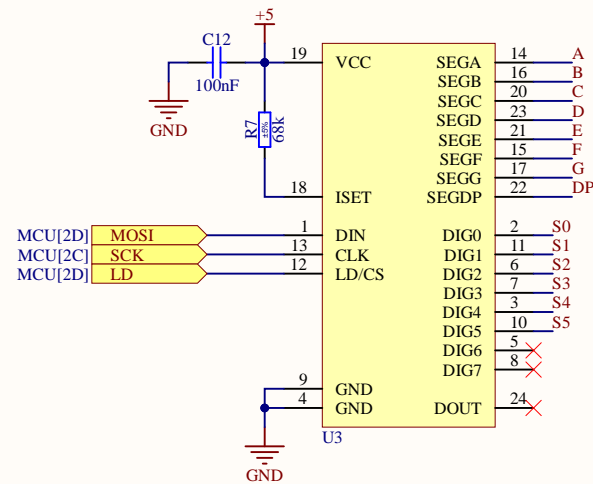 +5
C12
100nF
GND
R7
±5%
68k
19 VCC SEGA 14 A
SEGB 16 B
SEGC 20 C
SEGD 23 D
SEGE 21 E
SEGF 15 F
SEGG 17 G
18 ISET SEGDP 22 DP
MCU[2D] MOSI 1 DIN DIG0 2 S0
MCU[2C] SCK 13 CLK DIG1 11 S1
MCU[2D] LD 12 LD/CS DIG2 6 S2
DIG3 7 S3
DIG4 3 S4
DIG5 10 S5
DIG6 5
DIG7 8
9 GND
4 GND DOUT 24
U3
GND